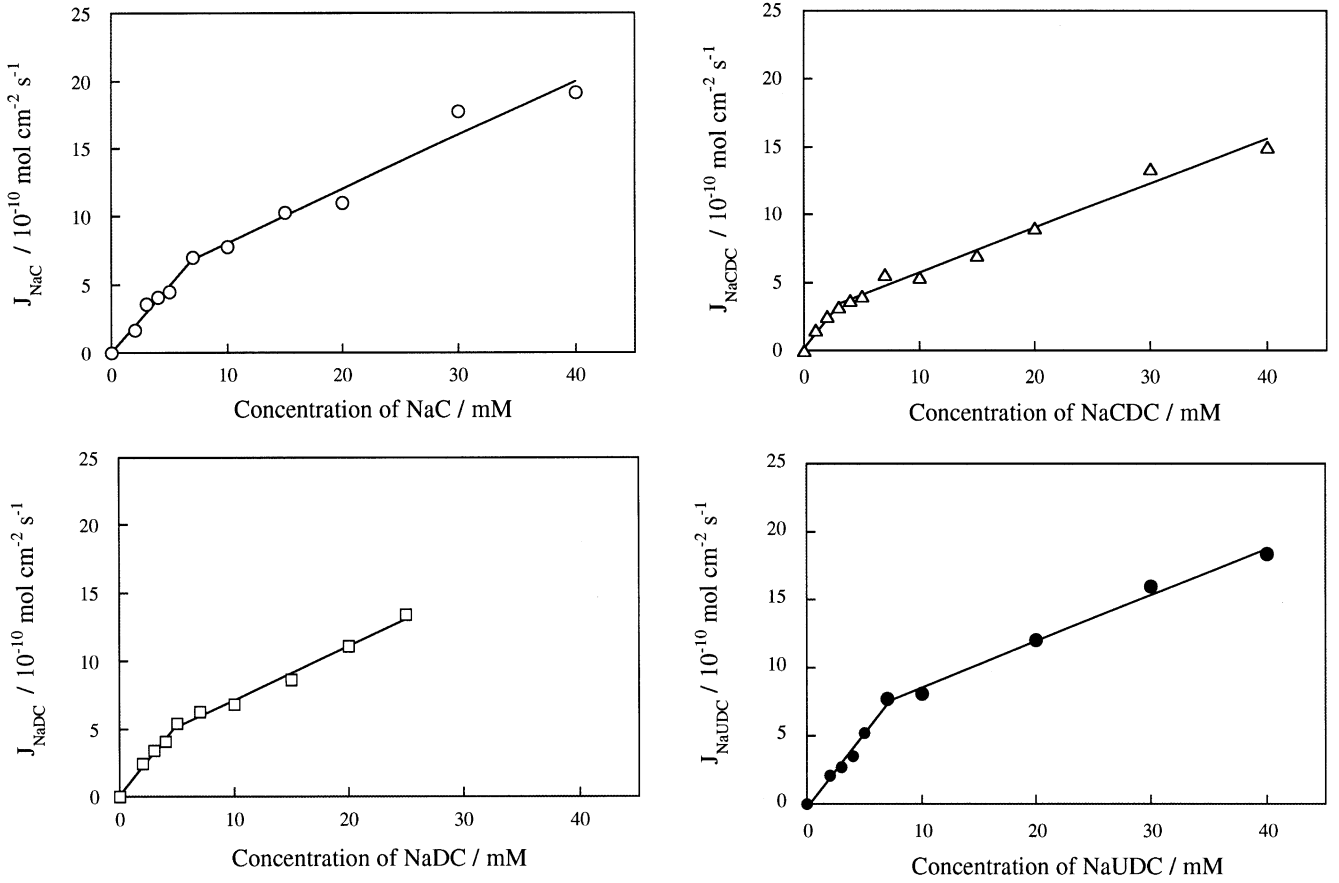 25
20
15
10
5
0
J_NaC / 10^-10 mol cm^-2 s^-1
0 10 20 30 40
Concentration of NaC / mM
25
20
15
10
5
0
J_NaCDC / 10^-10 mol cm^-2 s^-1
0 10 20 30 40
Concentration of NaCDC / mM
25
20
15
10
5
0
J_NaDC / 10^-10 mol cm^-2 s^-1
0 10 20 30 40
Concentration of NaDC / mM
25
20
15
10
5
0
J_NaUDC / 10^-10 mol cm^-2 s^-1
0 10 20 30 40
Concentration of NaUDC / mM